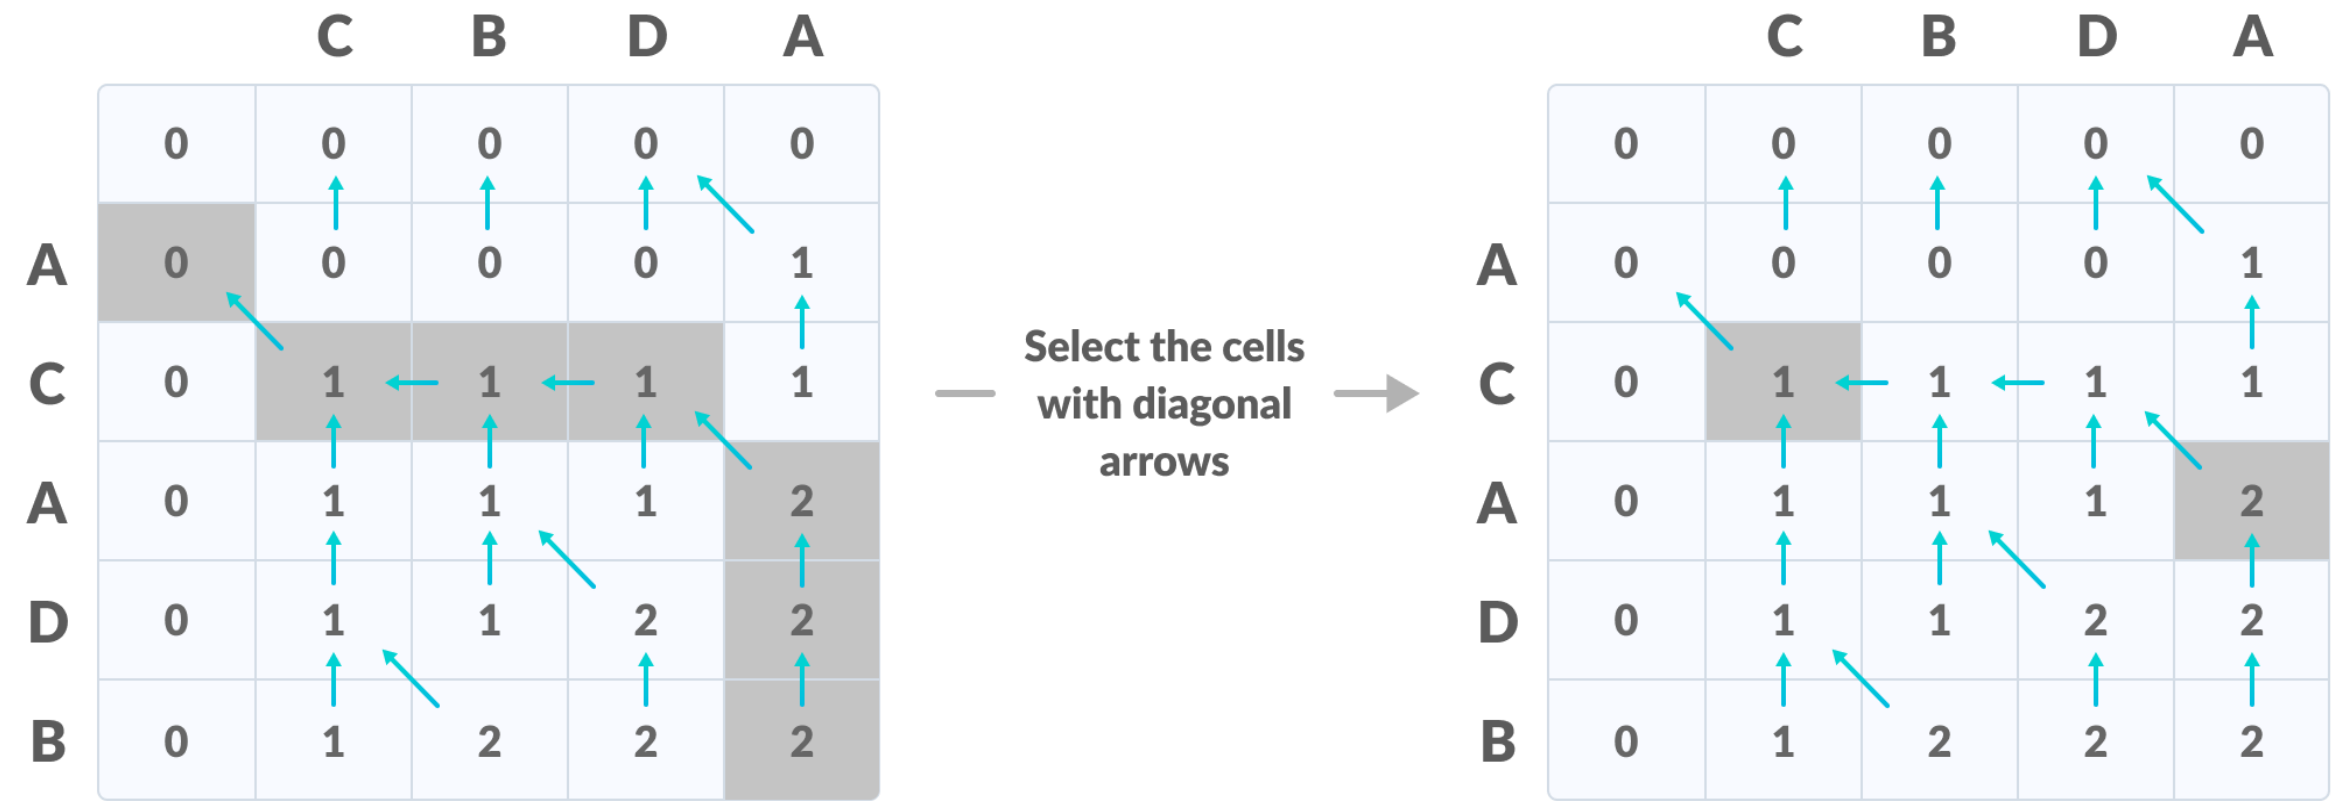 C B D A
0 0 0 0 0
A 0 0 0 0 1
C 0 1 1 1 1
A 0 1 1 1 2
D 0 1 1 2 2
B 0 1 2 2 2
Select the cells
with diagonal
arrows
C B D A
0 0 0 0 0
A 0 0 0 0 1
C 0 1 1 1 1
A 0 1 1 1 2
D 0 1 1 2 2
B 0 1 2 2 2